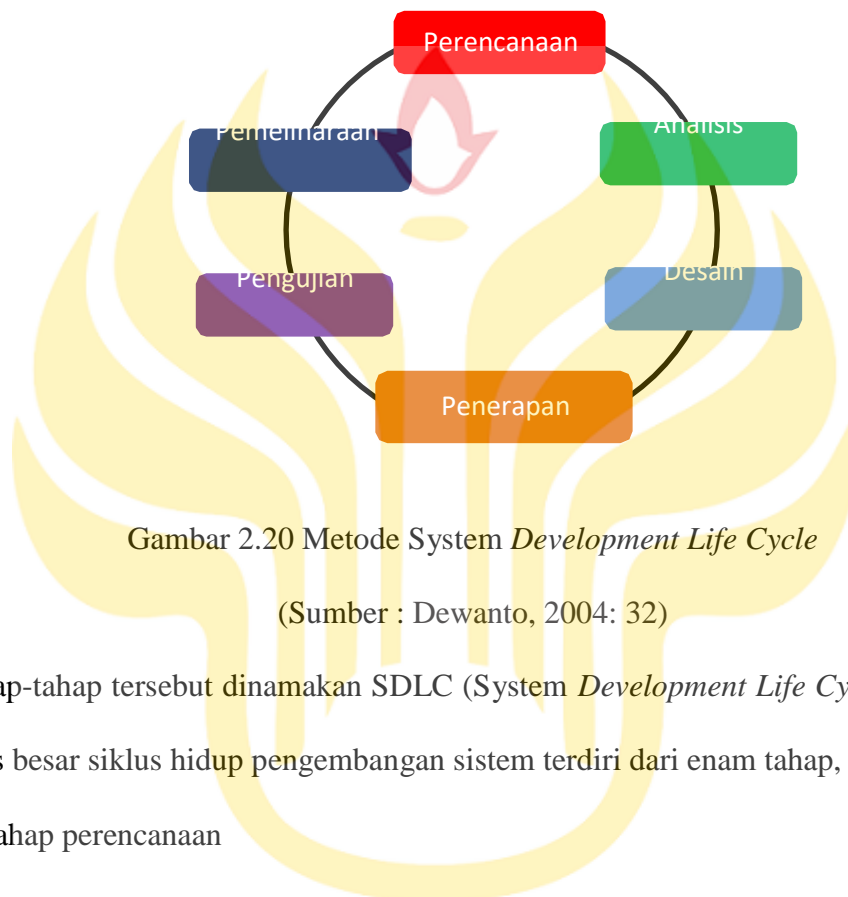 Perencanaan
Pemeliharaan
Analisis
Pengujian
Desain
Penerapan
Gambar 2.20 Metode System Development Life Cycle
(Sumber : Dewanto, 2004: 32)
ap-tahap tersebut dinamakan SDLC (System Development Life Cy
s besar siklus hidup pengembangan sistem terdiri dari enam tahap,
ahap perencanaan